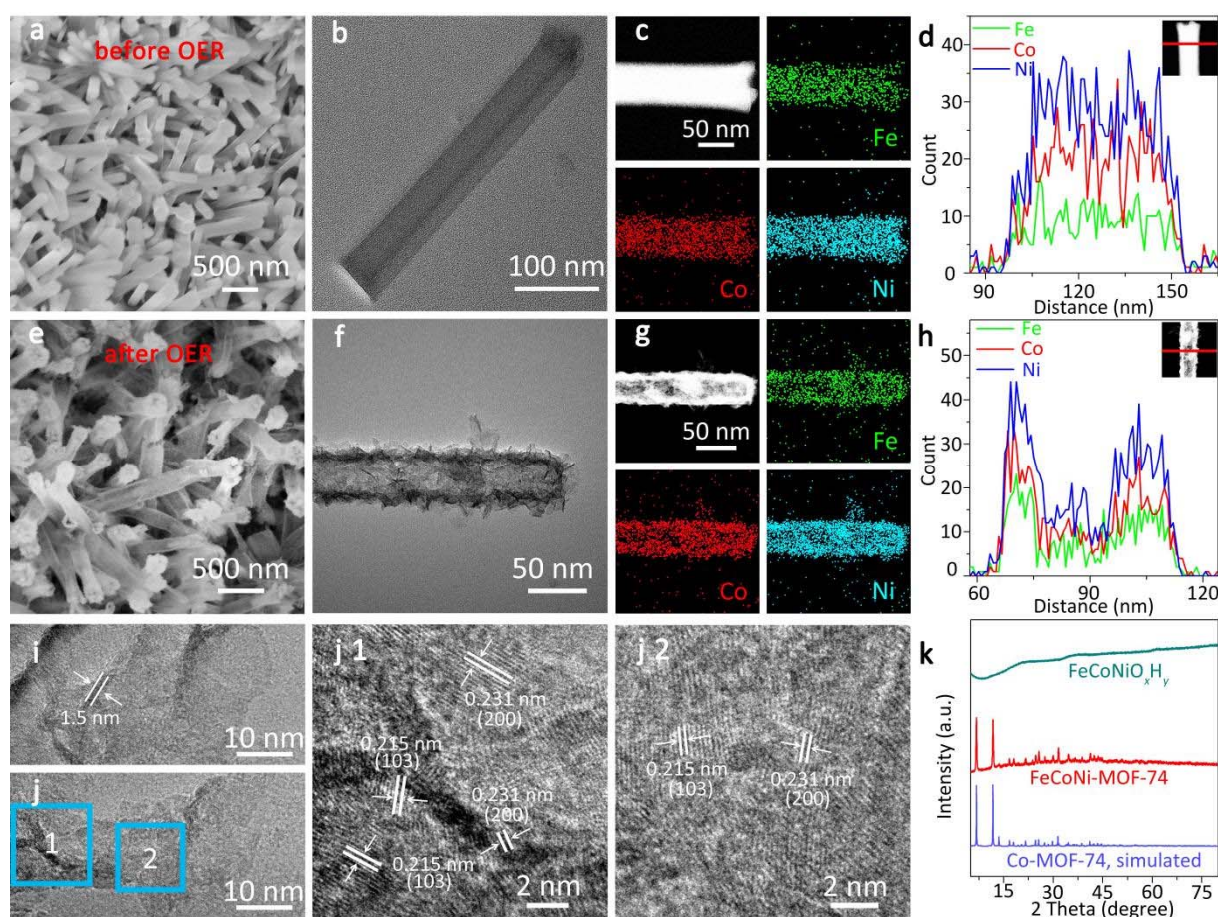 a
before OER
500 nm
b
100 nm
c
50 nm
Fe
Co
Ni
d
Fe
Co
Ni
40
30
20
10
0
Count
90 120 150
Distance (nm)
e
after OER
500 nm
f
50 nm
g
50 nm
Fe
Co
Ni
h
Fe
Co
Ni
50
40
30
20
10
0
Count
60 90 120
Distance (nm)
i
1.5 nm
10 nm
j
1
2
10 nm
j 1
0.231 nm
(200)
0.215 nm
(103)
0.231 nm
(200)
0.215 nm
(103)
2 nm
j 2
0.215 nm
(103)
0.231 nm
(200)
2 nm
k
FeCoNiOxHy
FeCoNi-MOF-74
Co-MOF-74, simulated
Intensity (a.u.)
15 30 45 60 75
2 Theta (degree)